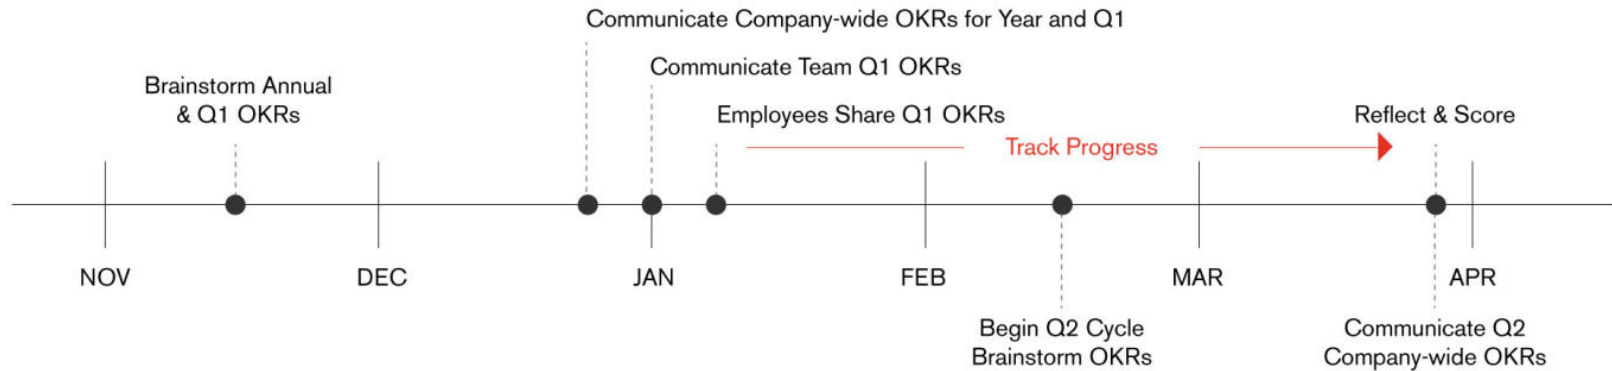 Communicate Company-wide OKRs for Year and Q1
Communicate Team Q1 OKRs
Brainstorm Annual
& Q1 OKRs
Employees Share Q1 OKRs
Reflect & Score
Track Progress
NOV
DEC
JAN
FEB
MAR
APR
Begin Q2 Cycle
Brainstorm OKRs
Communicate Q2
Company-wide OKRs